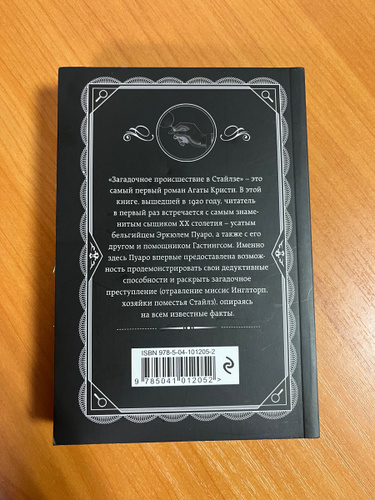 «Загадочное происшествие в Стайлзе» – это
самый первый роман Агаты Кристи. В этой
книге, вышедшей в 1920 году, читатель
в первый раз встречается с самым знаме-
нитым сыщиком XX столетия – усатым
бельгийцем Эркюлем Пуаро, а также с его
другом и помощником Гастингсом. Именно
здесь Пуаро впервые предоставлена возмож-
ность продемонстрировать свои дедуктивные
способности и раскрыть загадочное
преступление (отравление миссис Инглторп,
хозяйки поместья Стайлз), опираясь
на всем известные факты.
ISBN 978-5-04-101205-2
9 785041 012052 >